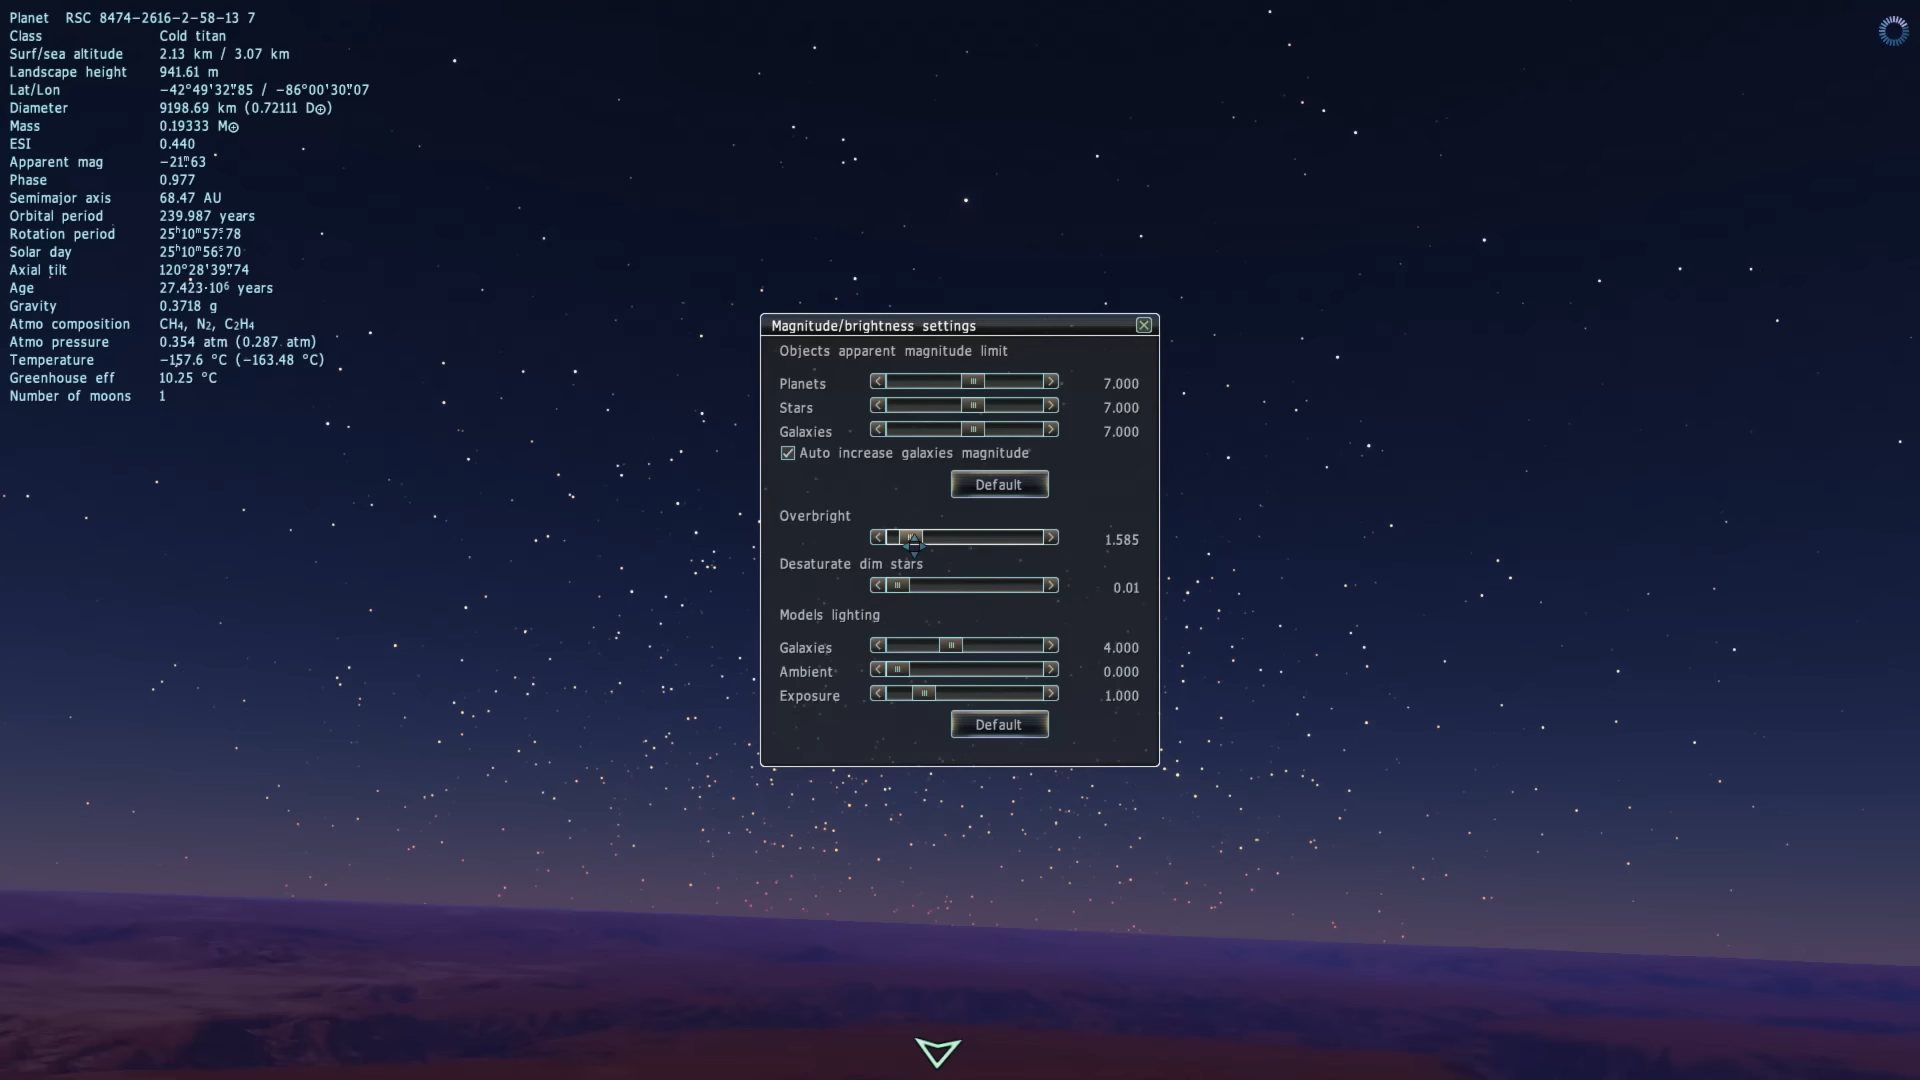 Planet RSC 8474-2616-2-58-13 7
Class Cold titan
Surf/sea altitude 2.13 km / 3.07 km
Landscape height 941.61 m
Lat/Lon -42°49'32".85 / -86°00'30".07
Diameter 9198.69 km (0.72111 D⊕)
Mass 0.19333 M⊕
ESI 0.440
Apparent mag -21ᵐ.63
Phase 0.977
Semimajor axis 68.47 AU
Orbital period 239.987 years
Rotation period 25ʰ10ᵐ57ˢ.78
Solar day 25ʰ10ᵐ56ˢ.70
Axial tilt 120°28'39".74
Age 27.423·10⁶ years
Gravity 0.3718 g
Atmo composition CH₄, N₂, C₂H₄
Atmo pressure 0.354 atm (0.287 atm)
Temperature -157.6 °C (-163.48 °C)
Greenhouse eff 10.25 °C
Number of moons 1
Magnitude/brightness settings
Objects apparent magnitude limit
Planets 7.000
Stars 7.000
Galaxies 7.000
Auto increase galaxies magnitude
Default
Overbright
1.585
Desaturate dim stars
0.01
Models lighting
Galaxies 4.000
Ambient 0.000
Exposure 1.000
Default